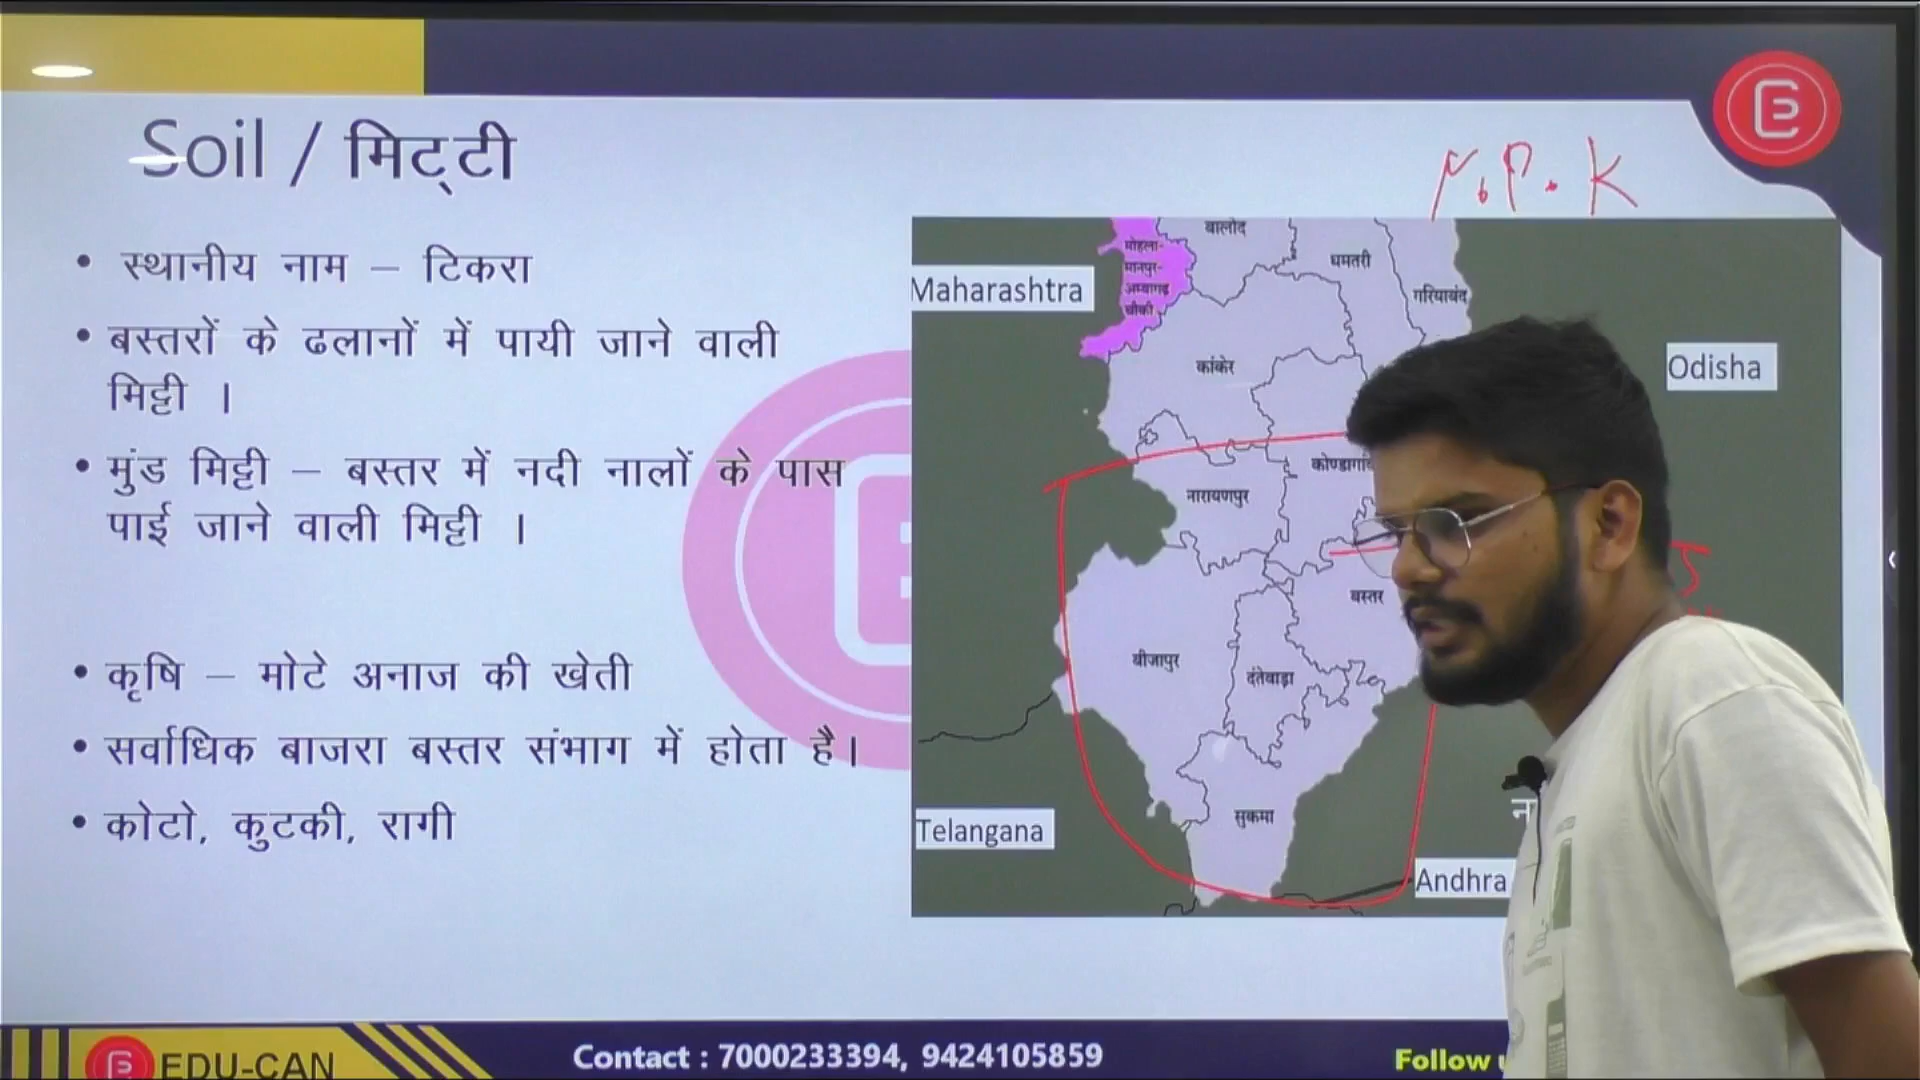 Soil / मिट्टी
N.P.K
• स्थानीय नाम – टिकरा
• बस्तरों के ढलानों में पायी जाने वाली
मिट्टी ।
• मुंड मिट्टी – बस्तर में नदी नालों के पास
पाई जाने वाली मिट्टी ।
• कृषि – मोटे अनाज की खेती
• सर्वाधिक बाजरा बस्तर संभाग में होता है।
• कोटो, कुटकी, रागी
बालोद
मोहला-
मानपुर-
अम्बागढ़
चौकी
धमतरी
गरियाबंद
Maharashtra
कांकेर
Odisha
नारायणपुर
बस्तर
बीजापुर
दंतेवाड़ा
सुकमा
Telangana
Andhra
EDU-CAN
Contact : 7000233394, 9424105859
Follow